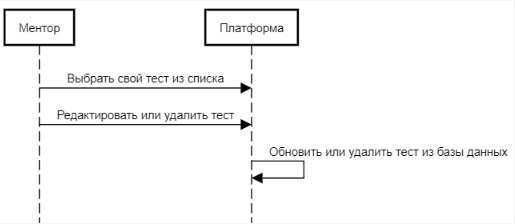 Ментор
Платформа
Выбрать свой тест из списка
Редактировать или удалить тест
Обновить или удалить тест из базы данных